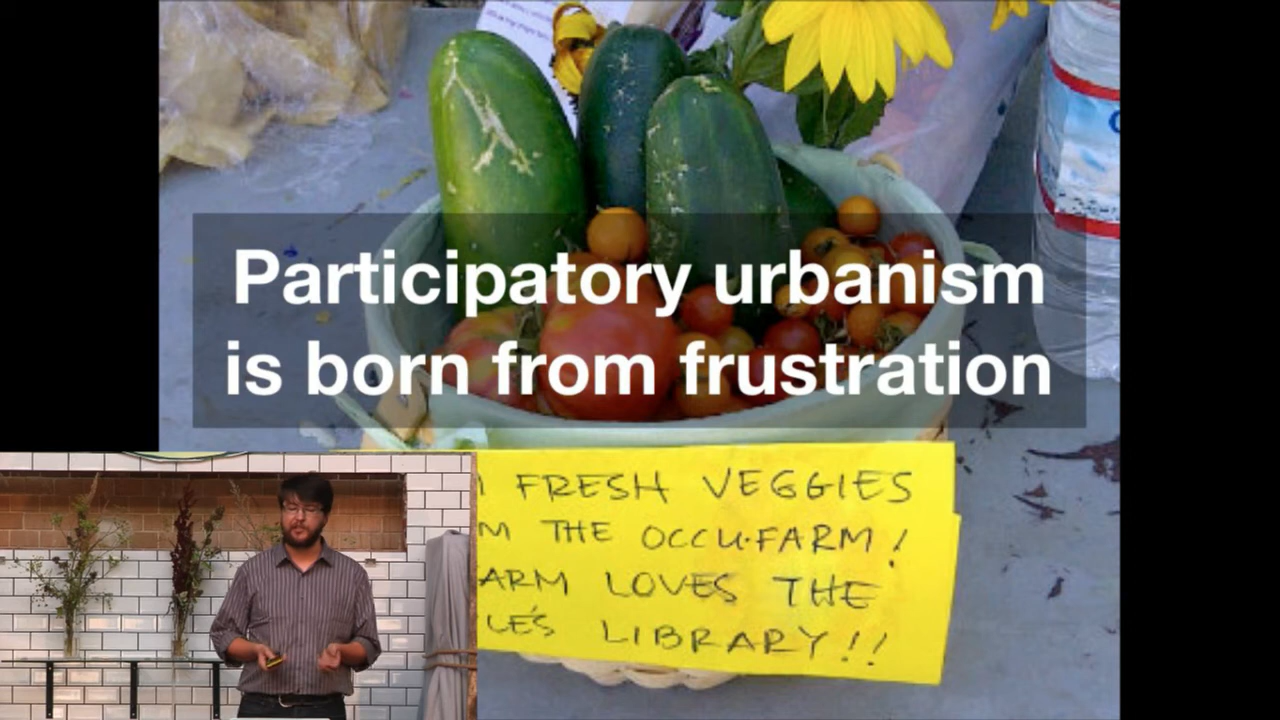 Participatory urbanism
is born from frustration
FRESH VEGGIES
THE OCCU-FARM!
LOVES THE
LIBRARY!!